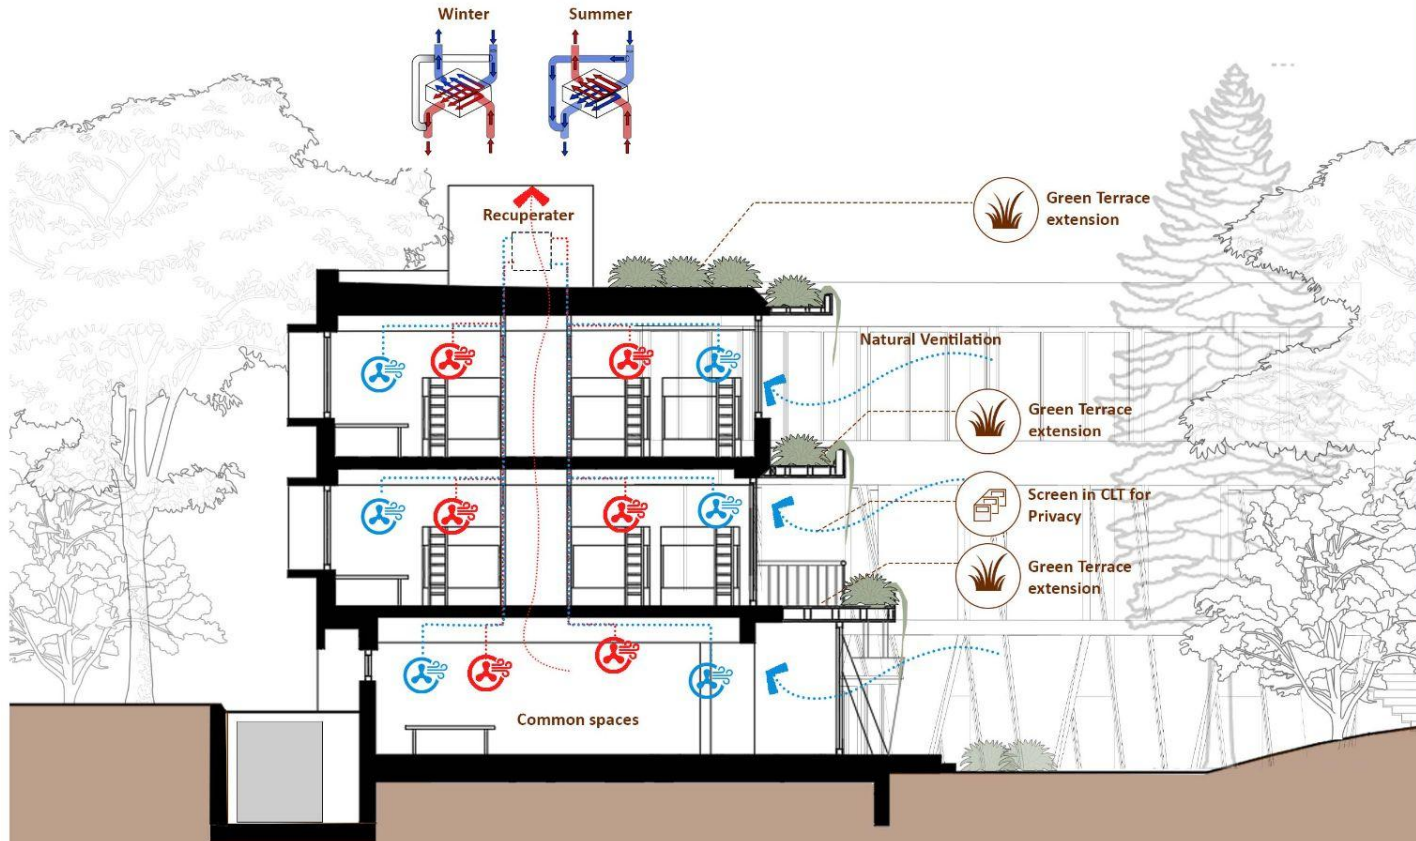 Winter
Summer
Green Terrace
extension
Recuperater
Natural Ventilation
Green Terrace
extension
Screen in CLT for
Privacy
Green Terrace
extension
Common spaces